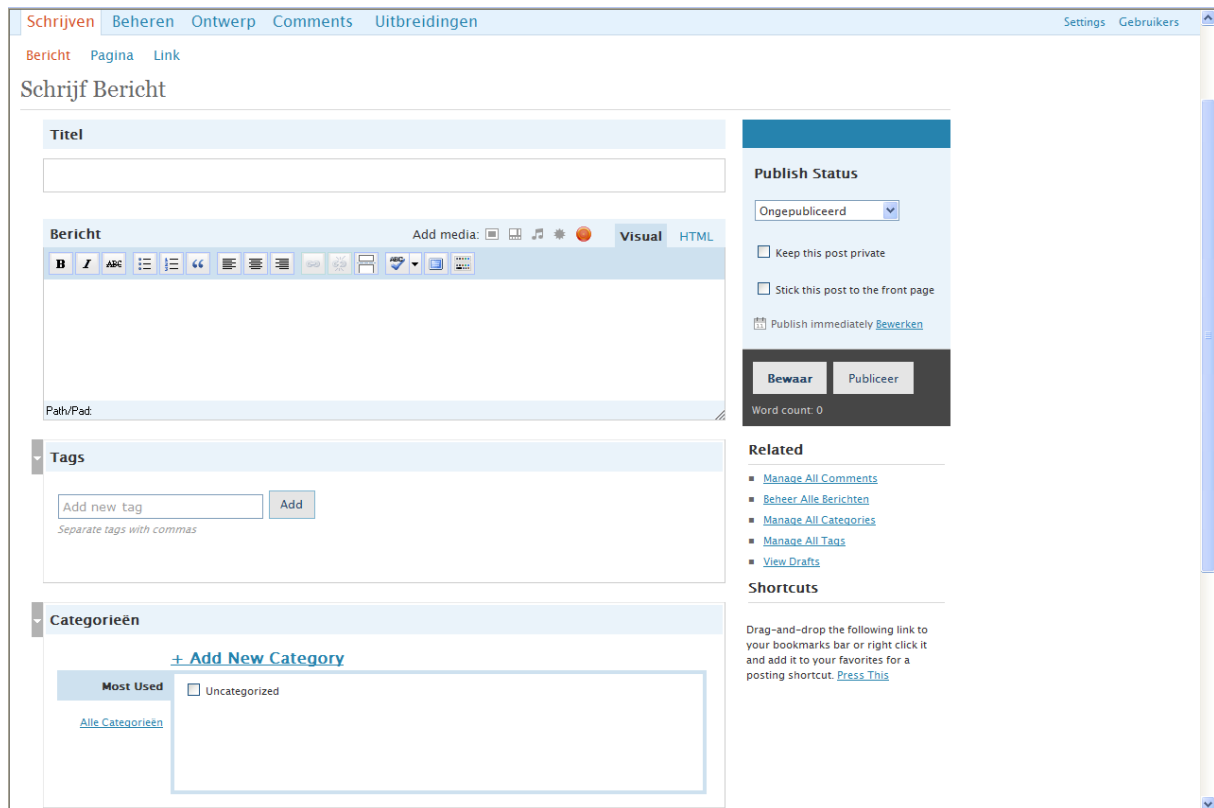 Schrijven Beheren Ontwerp Comments Uitbreidingen Settings Gebruikers
Bericht Pagina Link
Schrijf Bericht
Titel
Bericht Add media: Visual HTML
B I ABC ABC
Path/Pad:
Tags
Add new tag Add
Separate tags with commas
Categorieën
+ Add New Category
Most Used
Uncategorized
Alle Categorieën
Publish Status
Ongepubliceerd
Keep this post private
Stick this post to the front page
Publish immediately Bewerken
Bewaar Publiceer
Word count: 0
Related
Manage All Comments
Beheer Alle Berichten
Manage All Categories
Manage All Tags
View Drafts
Shortcuts
Drag-and-drop the following link to
your bookmarks bar or right click it
and add it to your favorites for a
posting shortcut. Press This